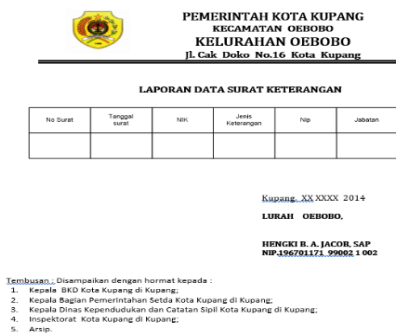 PEMERINTAH KOTA KUPANG
KECAMATAN OEBOBO
KELURAHAN OEBOBO
Jl. Cak Doko No.16 Kota Kupang
LAPORAN DATA SURAT KETERANGAN
No Surat Tanggal surat NIK Jenis Keterangan Nip Jabatan
Kupang, XX XXXX 2014
LURAH OEBOBO,
HENGKI B. A. JACOB, SAP
NIP.196701171 99002 1 002
Tembusan : Disampaikan dengan hormat kepada :
1. Kepala BKD Kota Kupang di Kupang;
2. Kepala Bagian Pemerintahan Setda Kota Kupang di Kupang;
3. Kepala Dinas Kependudukan dan Catatan Sipil Kota Kupang di Kupang;
4. Inspektorat Kota Kupang di Kupang;
5. Arsip.